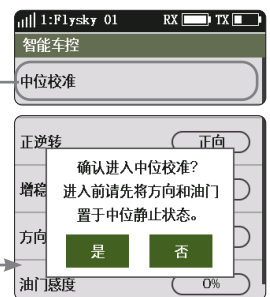 1:Flysky 01 RX TX
智能车控
中位校准
正逆转 正向
确认进入中位校准?
增稳 进入前请先将方向和油门
置于中位静止状态。
方向
是 否
油门感度 0%